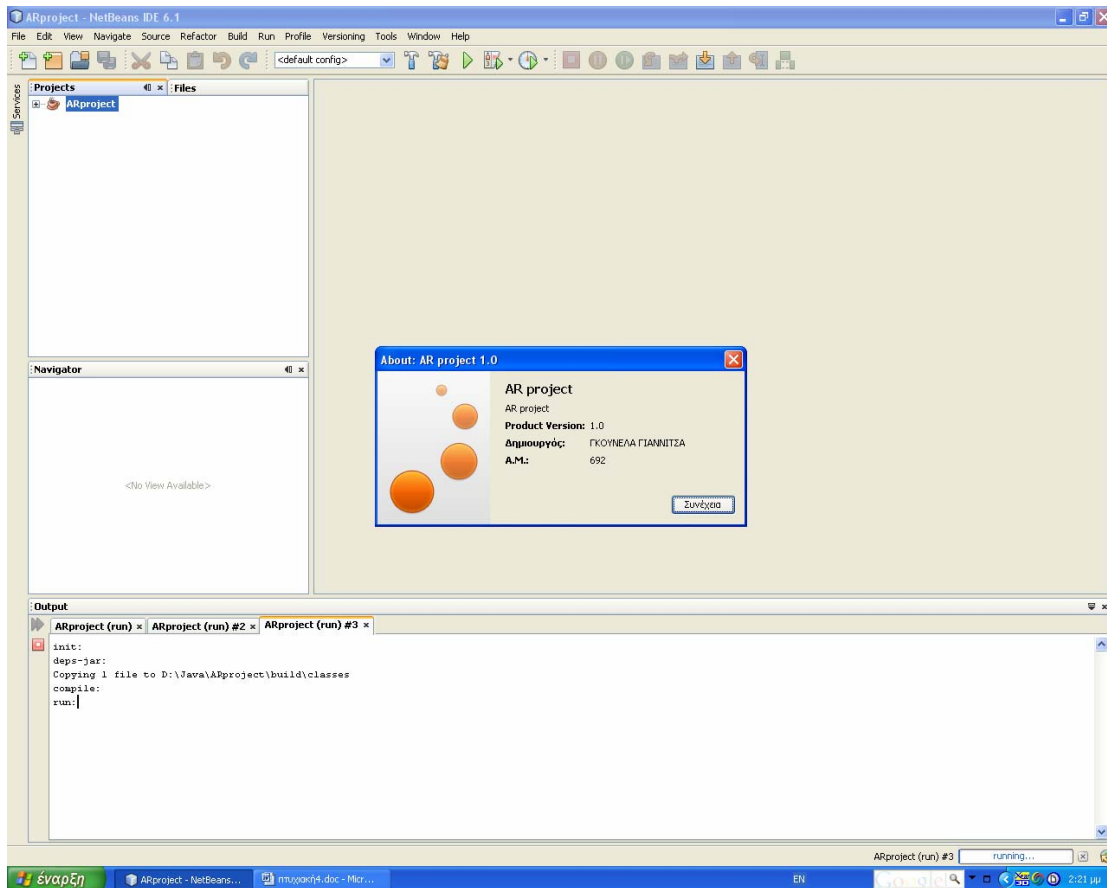 ARproject - NetBeans IDE 6.1
File Edit View Navigate Source Refactor Build Run Profile Versioning Tools Window Help
<default config>
Services
Projects Files
ARproject
Navigator
<No View Available>
About: AR project 1.0
AR project
AR project
Product Version: 1.0
Δημιουργός: ΓΚΟΥΝΕΛΑ ΓΙΑΝΝΙΤΣΑ
Α.Μ.: 692
Συνέχεια
Output
ARproject (run) ARproject (run) #2 ARproject (run) #3
init:
deps-jar:
Copying 1 file to D:\Java\ARproject\build\classes
compile:
run:
ARproject (run) #3 running...
έναρξη ARproject - NetBeans... πτυχιακή4.doc - Micr... EN Google 2:21 μμ